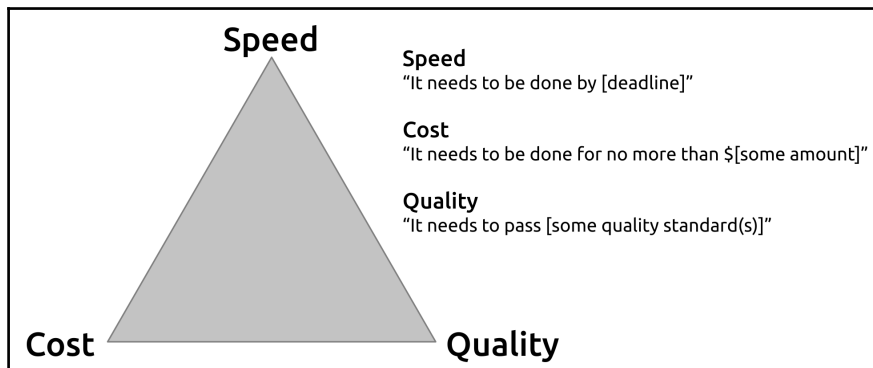 Speed
Speed
“It needs to be done by [deadline]”
Cost
“It needs to be done for no more than $[some amount]”
Quality
“It needs to pass [some quality standard(s)]”
Cost
Quality